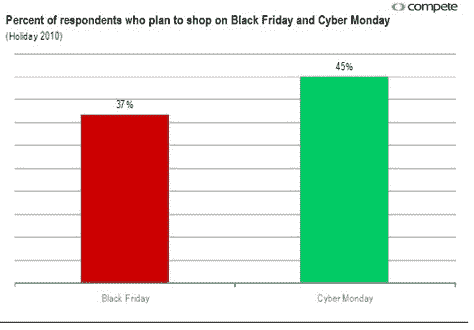 compete
Percent of respondents who plan to shop on Black Friday and Cyber Monday
(Holiday 2010)
45%
37%
Black Friday
Cyber Monday